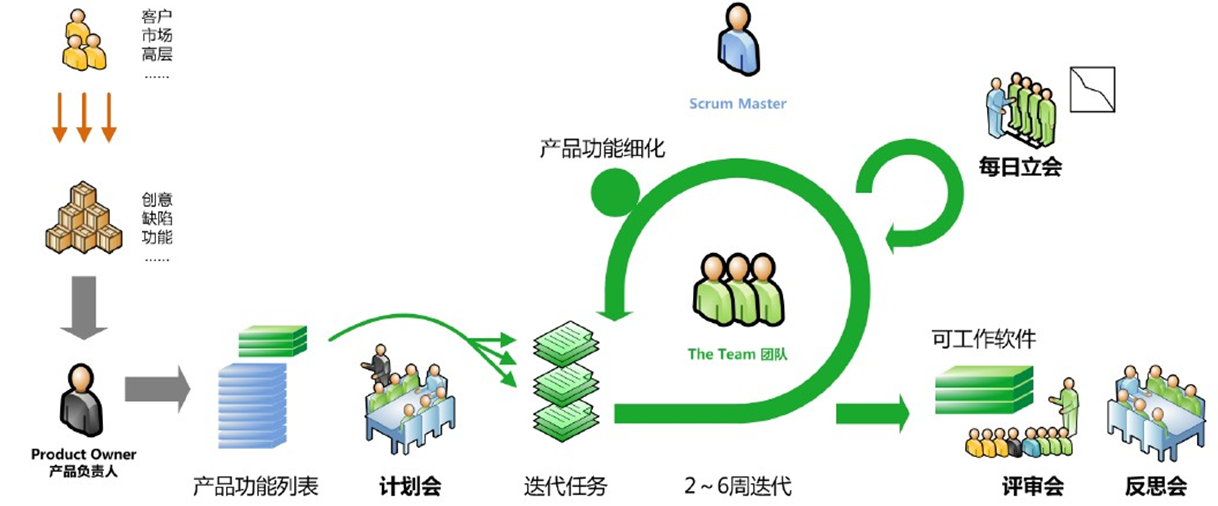 客户
市场
高层
......
创意
缺陷
功能
......
Product Owner
产品负责人
产品功能列表
计划会
迭代任务
产品功能细化
Scrum Master
The Team 团队
2～6周迭代
每日立会
可工作软件
评审会
反思会